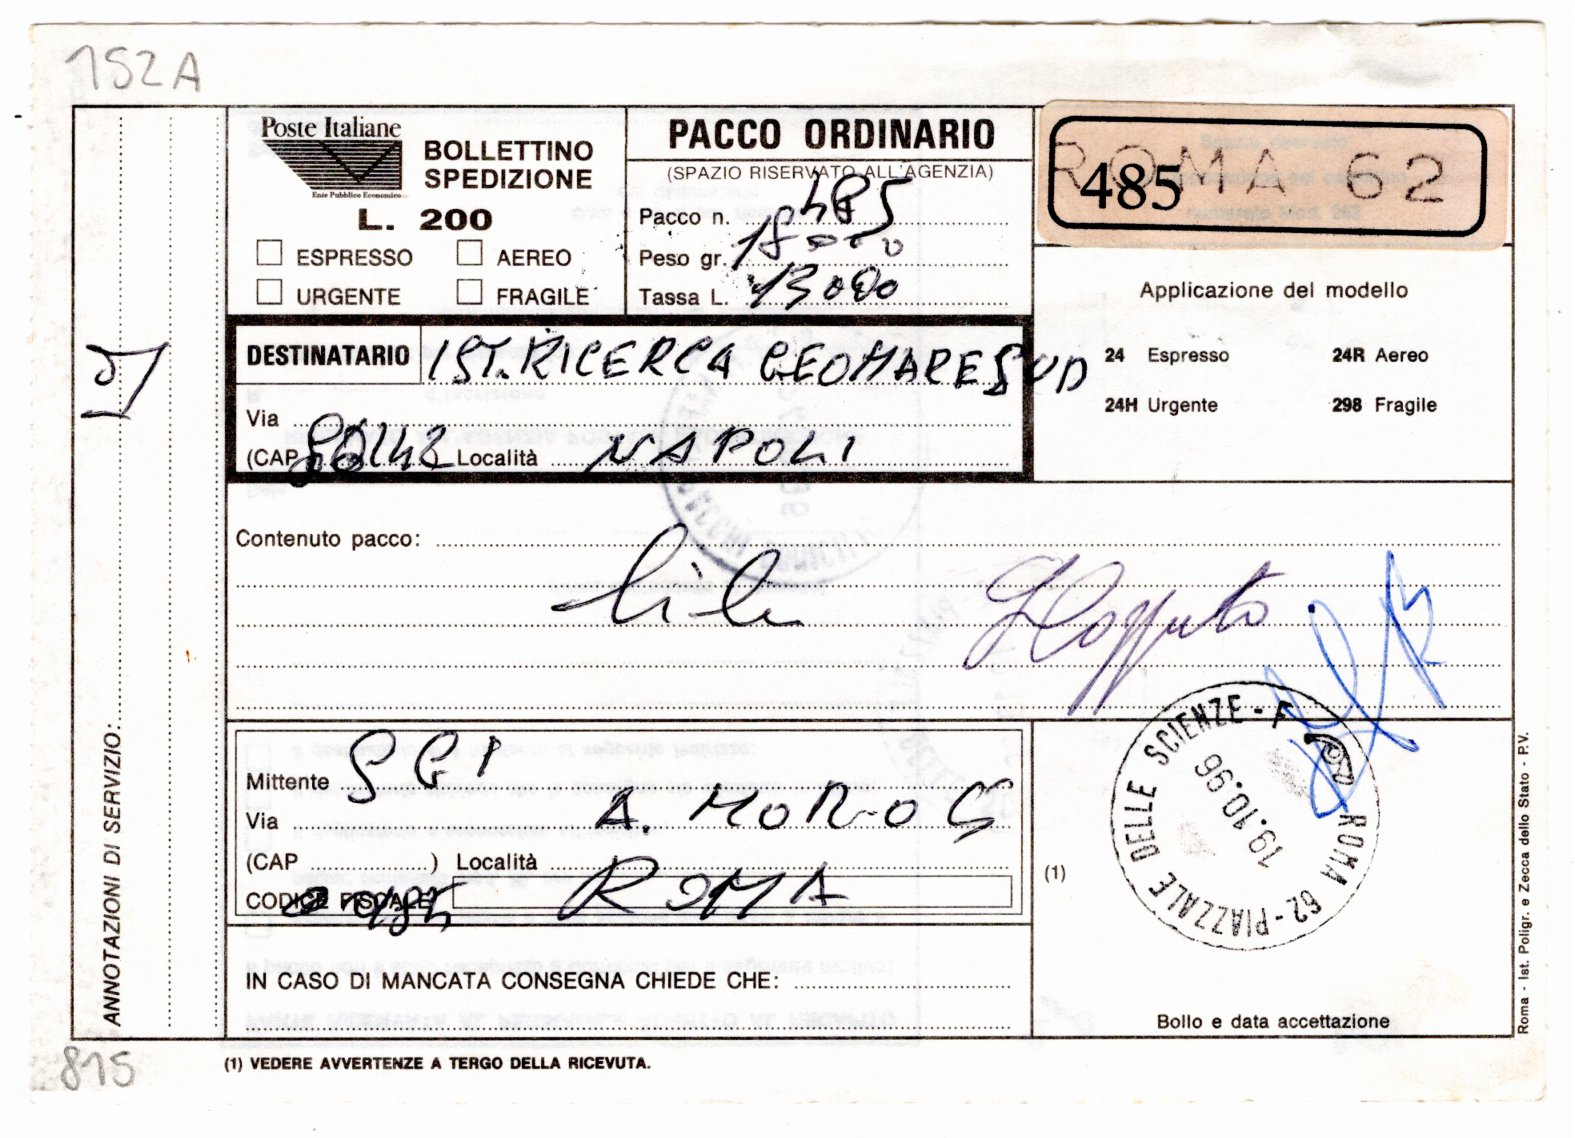 152A
Poste Italiane
Ente Pubblico Economico
BOLLETTINO
SPEDIZIONE
L. 200
ESPRESSO AEREO
URGENTE FRAGILE
PACCO ORDINARIO
(SPAZIO RISERVATO ALL'AGENZIA)
Pacco n. 485
Peso gr. 18000
Tassa L. 13000
ROMA 62
485
Applicazione del modello
24 Espresso 24R Aereo
24H Urgente 298 Fragile
DESTINATARIO IST. RICERCA GEOMARE SUD
Via
(CAP 80142 Località NAPOLI
Contenuto pacco:
ANNOTAZIONI DI SERVIZIO:
Mittente SGI
Via A. MORO
(CAP ) Località ROMA
CODICE FISCALE
PIAZZALE DELLE SCIENZE - F
ROMA 62
19.10.96
(1)
IN CASO DI MANCATA CONSEGNA CHIEDE CHE:
Bollo e data accettazione
Roma - Ist. Poligr. e Zecca dello Stato - P.V.
815
(1) VEDERE AVVERTENZE A TERGO DELLA RICEVUTA.